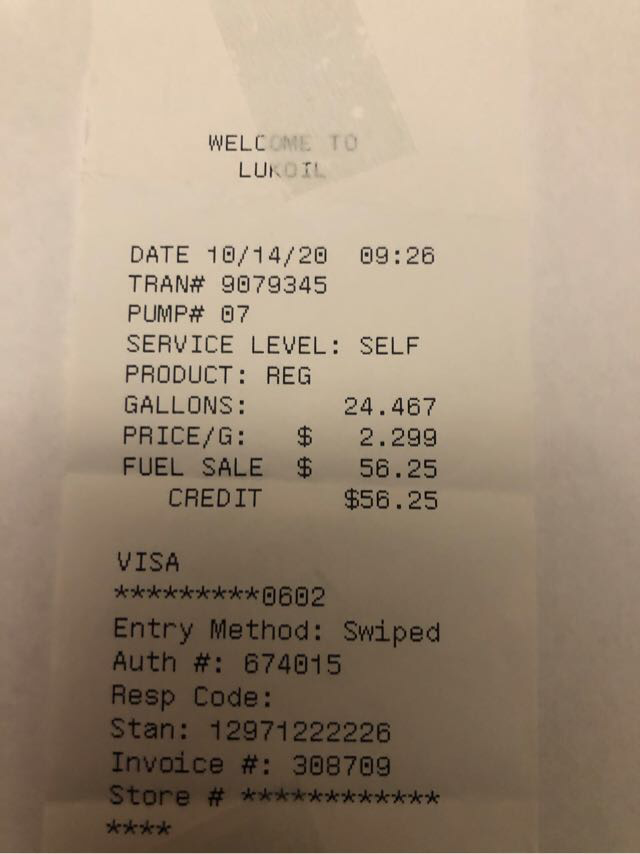 WELCOME TO
LUKOIL
DATE 10/14/20 09:26
TRAN# 9079345
PUMP# 07
SERVICE LEVEL: SELF
PRODUCT: REG
GALLONS: 24.467
PRICE/G: $ 2.299
FUEL SALE $ 56.25
CREDIT $56.25
VISA
*********0602
Entry Method: Swiped
Auth #: 674015
Resp Code:
Stan: 12971222226
Invoice #: 308709
Store # ************
****